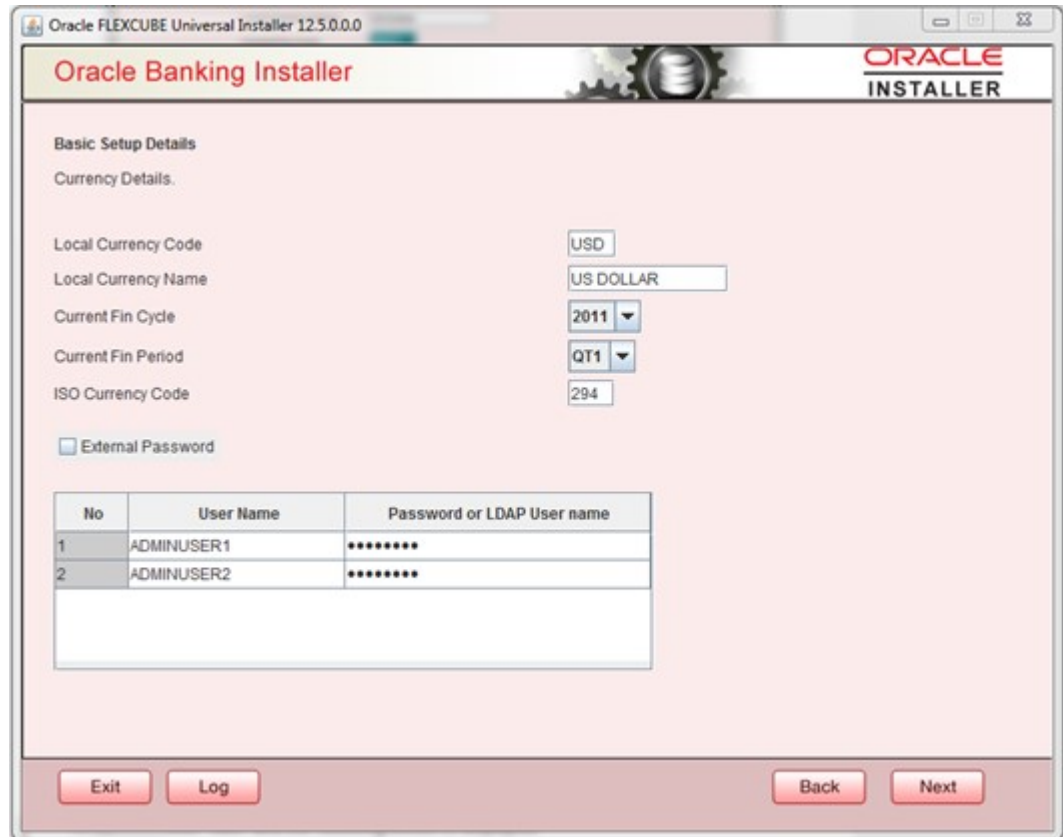 Oracle FLEXCUBE Universal Installer 12.5.0.0.0
Oracle Banking Installer
ORACLE
INSTALLER
Basic Setup Details
Currency Details.
Local Currency Code USD
Local Currency Name US DOLLAR
Current Fin Cycle 2011
Current Fin Period QT1
ISO Currency Code 294
External Password
No User Name Password or LDAP User name
1 ADMINUSER1 ••••••••
2 ADMINUSER2 ••••••••
Exit Log Back Next